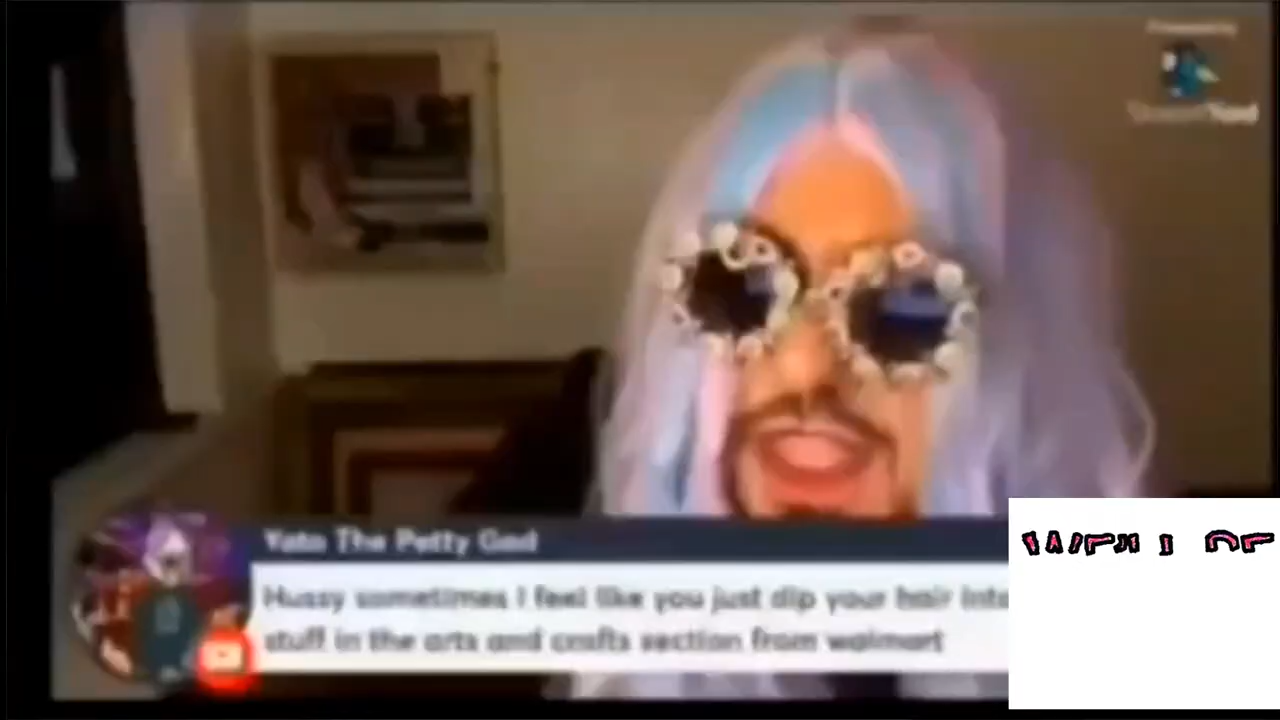 Yato The Petty God
Hussy sometimes I feel like you just dip your hair into
stuff in the arts and crafts section from walmart